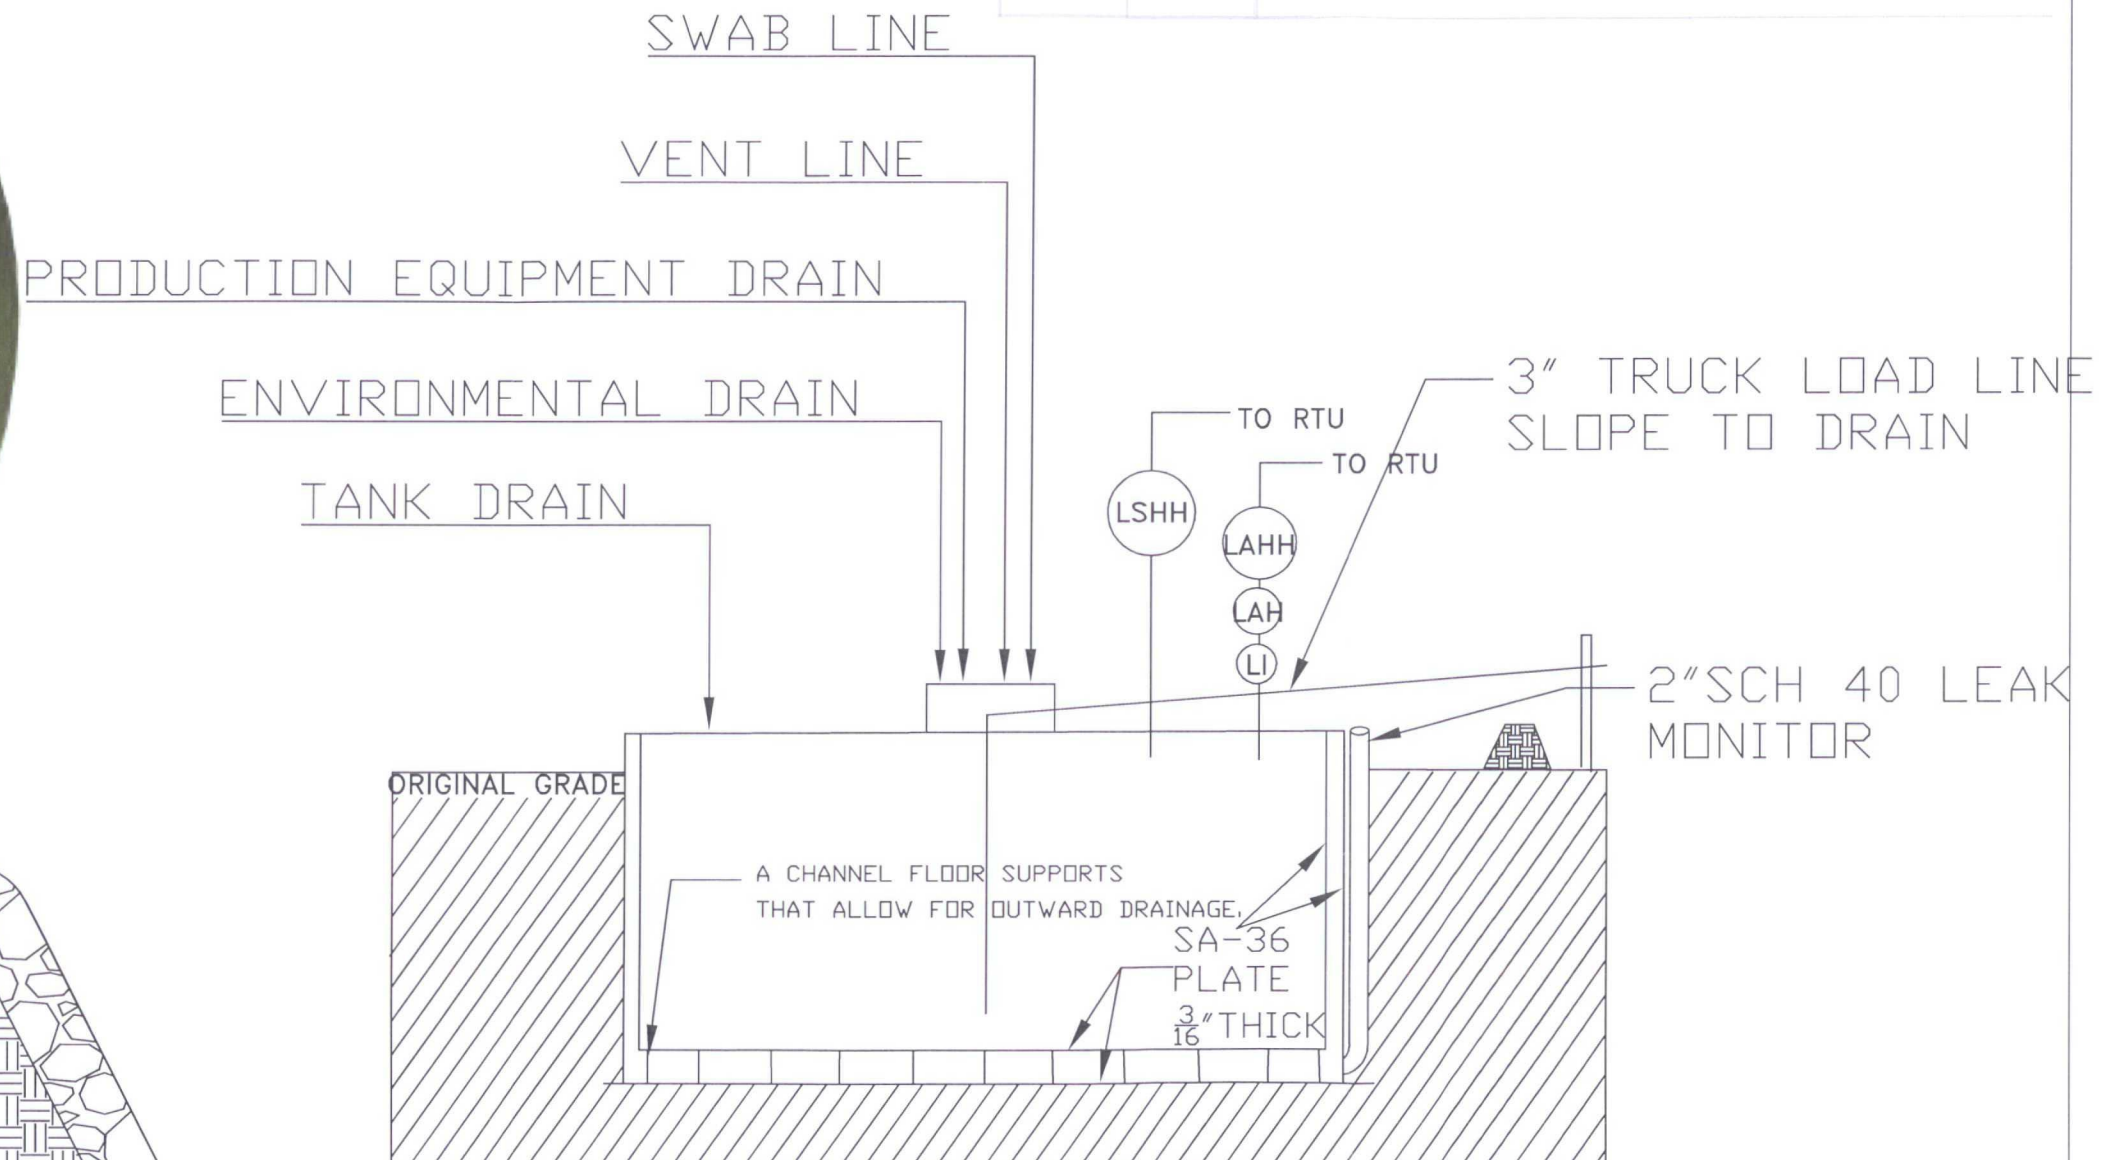 SWAB LINE
VENT LINE
PRODUCTION EQUIPMENT DRAIN
ENVIRONMENTAL DRAIN
TANK DRAIN
3" TRUCK LOAD LINE
SLOPE TO DRAIN
TO RTU
TO RTU
LSHH
LAHH
LAH
LI
2"SCH 40 LEAK
MONITOR
ORIGINAL GRADE
A CHANNEL FLOOR SUPPORTS
THAT ALLOW FOR OUTWARD DRAINAGE.
SA-36
PLATE
3/16" THICK